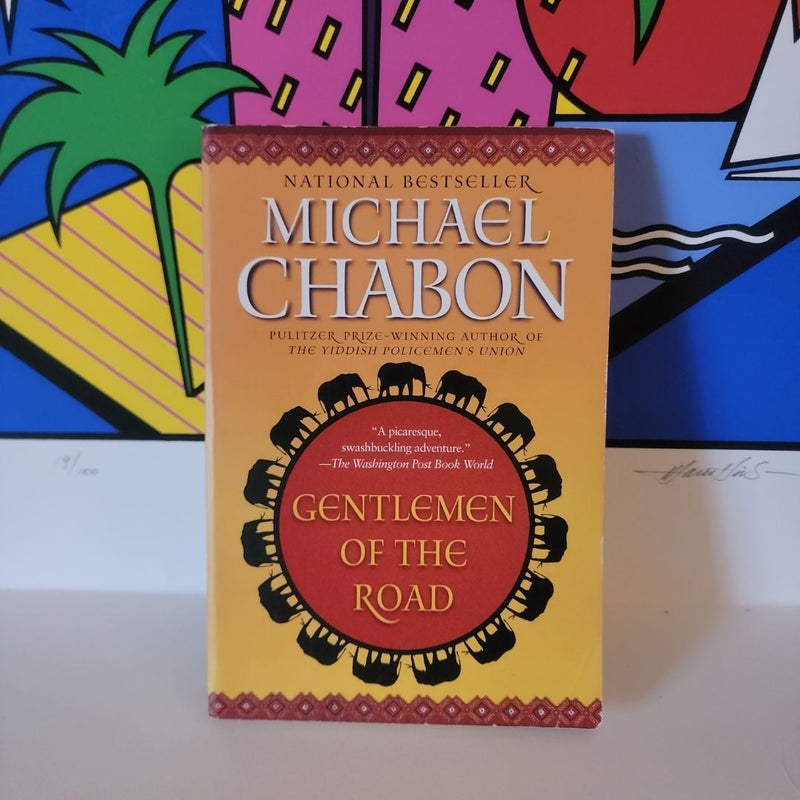 NATIONAL BESTSELLER
MICHAEL
CHABON
PULITZER PRIZE-WINNING AUTHOR OF
THE YIDDISH POLICEMEN'S UNION
"A picaresque,
swashbuckling adventure."
—The Washington Post Book World
GENTLEMEN
OF THE
ROAD